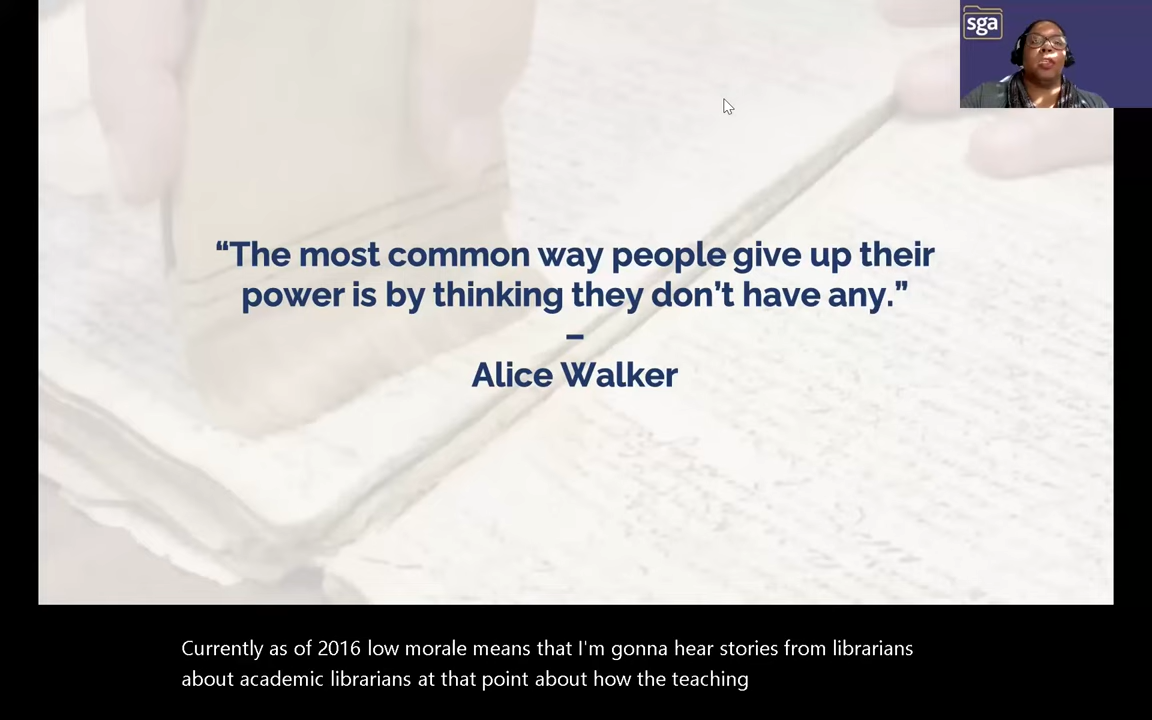 sga
“The most common way people give up their
power is by thinking they don’t have any.”
–
Alice Walker
Currently as of 2016 low morale means that I'm gonna hear stories from librarians
about academic librarians at that point about how the teaching